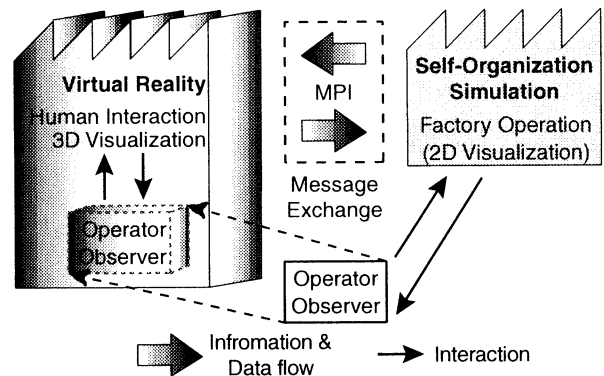 Virtual Reality
Human Interaction
3D Visualization
Operator
Observer
MPI
Message
Exchange
Self-Organization
Simulation
Factory Operation
(2D Visualization)
Operator
Observer
Infromation &
Data flow
Interaction